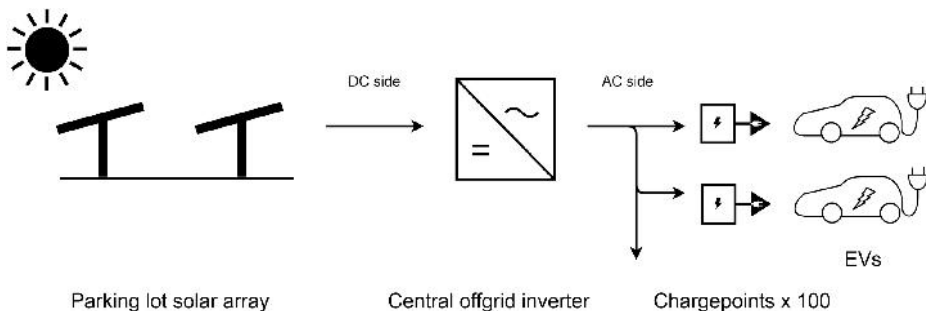 DC side
AC side
EVs
Parking lot solar array
Central offgrid inverter
Chargepoints x 100